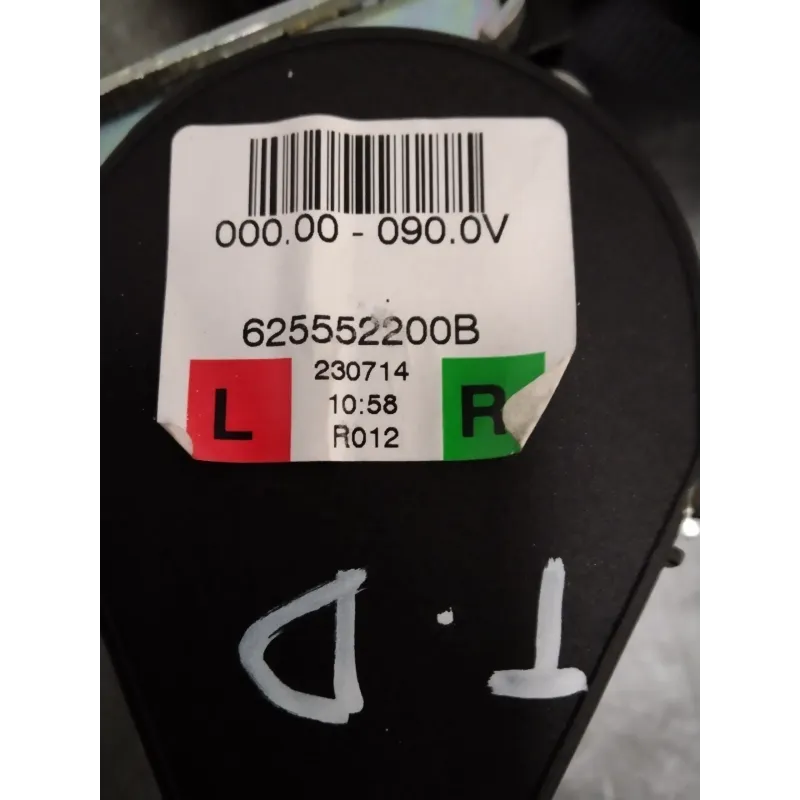 000.00 - 090.0V
625552200B
230714
10:58
R012
L
R
T.D